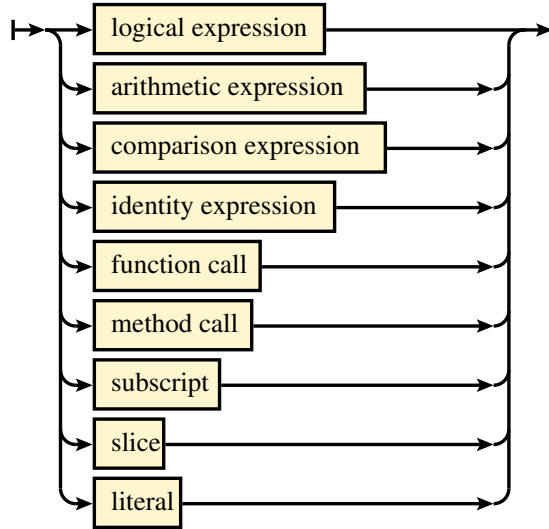 logical expression
arithmetic expression
comparison expression
identity expression
function call
method call
subscript
slice
literal